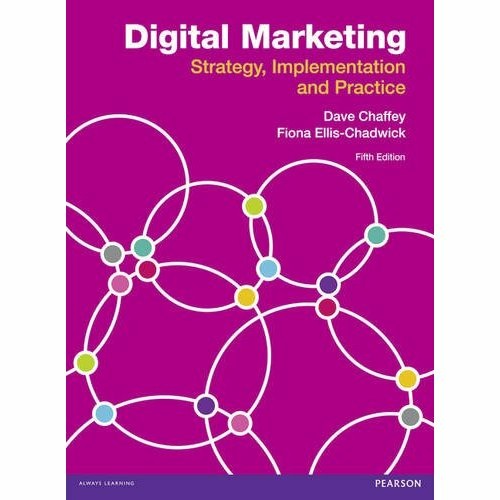 Digital Marketing
Strategy, Implementation
and Practice
Dave Chaffey
Fiona Ellis-Chadwick
Fifth Edition
ALWAYS LEARNING
PEARSON